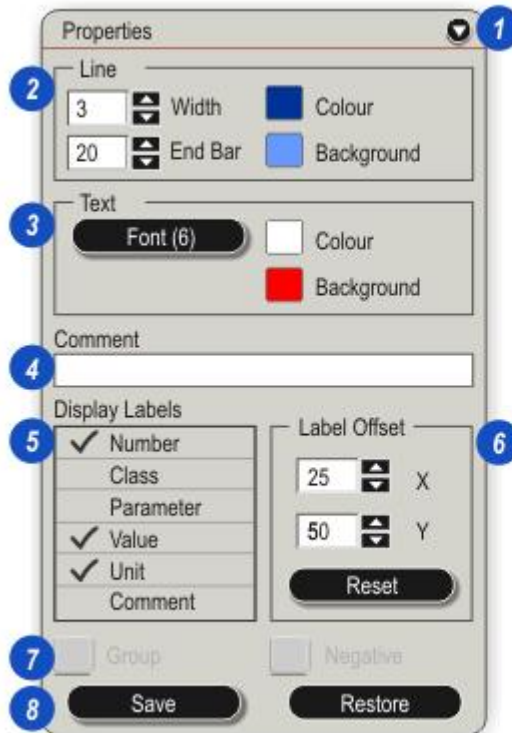 Properties
1
2
Line
3 Width Colour
20 End Bar Background
3
Text
Font (6) Colour
Background
Comment
4
Display Labels
5
Number
Class
Parameter
Value
Unit
Comment
Label Offset
6
25 X
50 Y
Reset
7
Group Negative
8
Save Restore